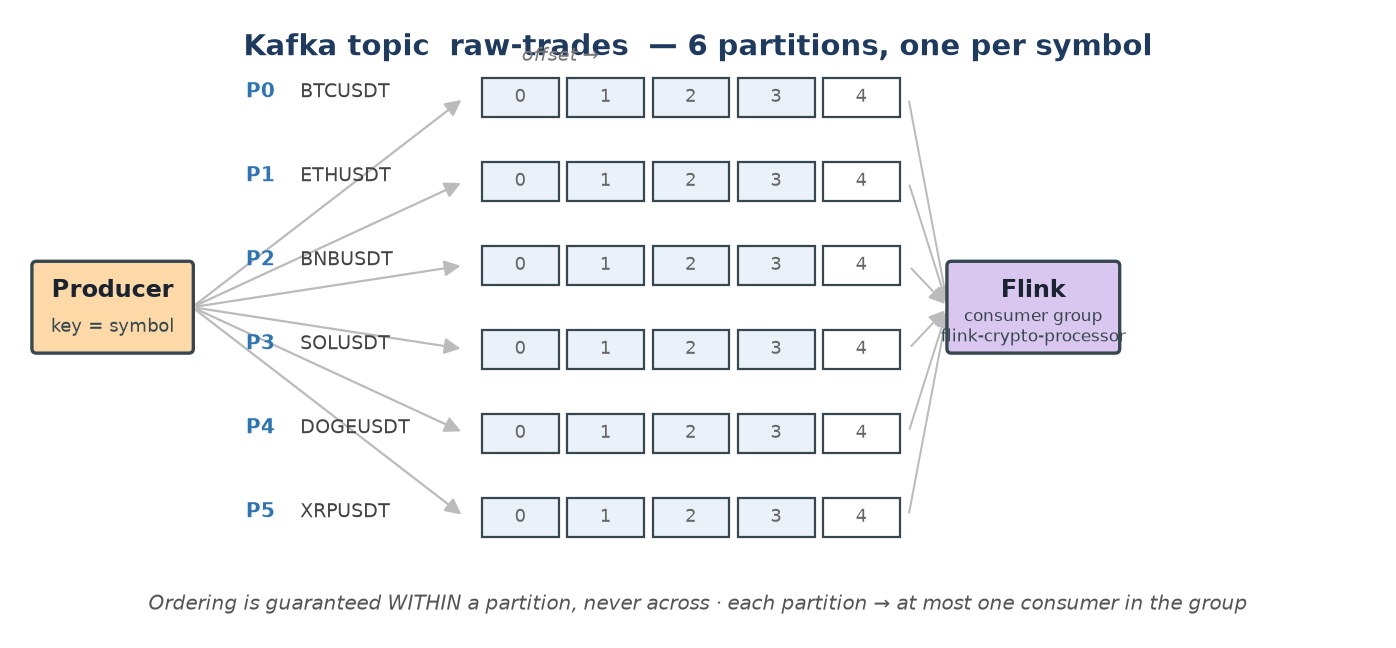 Kafka topic  raw-trades  — 6 partitions, one per symbol
offset →
P0 BTCUSDT 0 1 2 3 4
P1 ETHUSDT 0 1 2 3 4
P2 BNBUSDT 0 1 2 3 4
Producer
key = symbol
Flink
consumer group
flink-crypto-processor
P3 SOLUSDT 0 1 2 3 4
P4 DOGEUSDT 0 1 2 3 4
P5 XRPUSDT 0 1 2 3 4
Ordering is guaranteed WITHIN a partition, never across · each partition → at most one consumer in the group